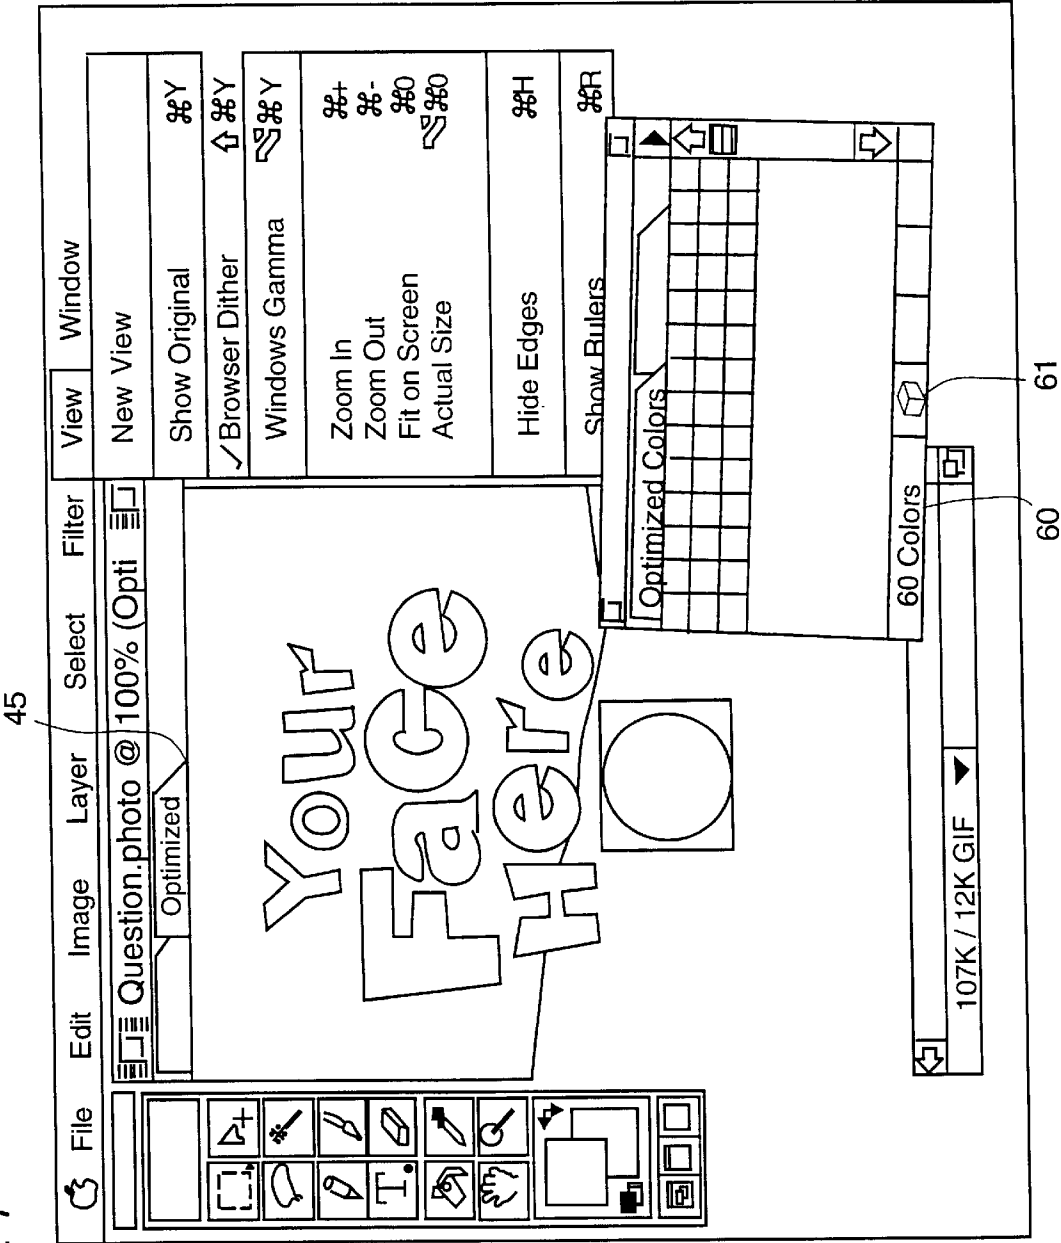 File Edit Image Layer Select Filter View Window
Question.photo @ 100% (Opti
Optimized
45
New View
Show Original ⌘Y
✓Browser Dither ⇧⌘Y
Windows Gamma ⌥⌘Y
Zoom In ⌘+
Zoom Out ⌘-
Fit on Screen ⌘0
Actual Size ⌥⌘0
Hide Edges ⌘H
Show Rulers ⌘R
Your
Face
Here
T
Optimized Colors
60 Colors
107K / 12K GIF
60
61